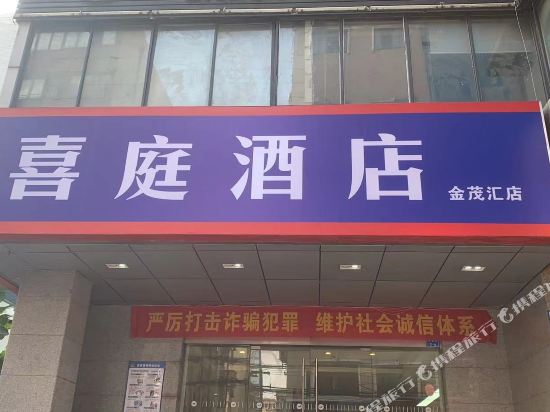 喜庭酒店
金茂汇店
严厉打击诈骗犯罪 维护社会诚信体系
携程旅行